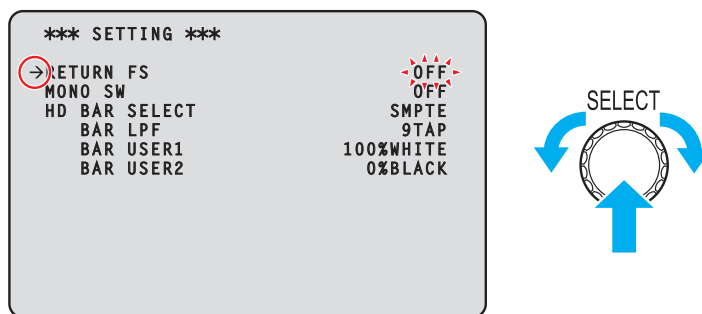 *** SETTING ***
→RETURN FS OFF
MONO SW OFF
HD BAR SELECT SMPTE
BAR LPF 9TAP
BAR USER1 100%WHITE
BAR USER2 0%BLACK
SELECT